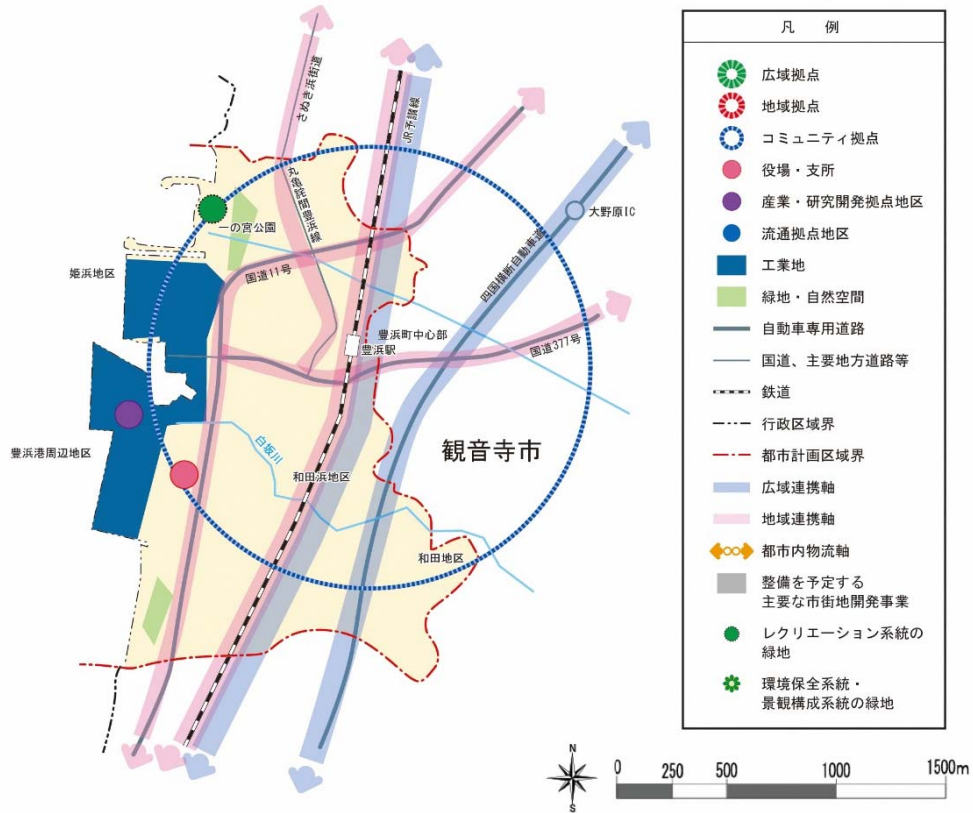 さぬき浜街道
JR予讃線
丸亀詫間豊浜線
一の宮公園
大野原IC
四国横断自動車道
姫浜地区
国道11号
豊浜町中心部
豊浜駅
国道377号
豊浜港周辺地区
白坂川
観音寺市
和田浜地区
和田地区
凡 例
広域拠点
地域拠点
コミュニティ拠点
役場・支所
産業・研究開発拠点地区
流通拠点地区
工業地
緑地・自然空間
自動車専用道路
国道、主要地方道路等
鉄道
行政区域界
都市計画区域界
広域連携軸
地域連携軸
都市内物流軸
整備を予定する
主要な市街地開発事業
レクリエーション系統の
緑地
環境保全系統・
景観構成系統の緑地
N
S
0 250 500 1000 1500m